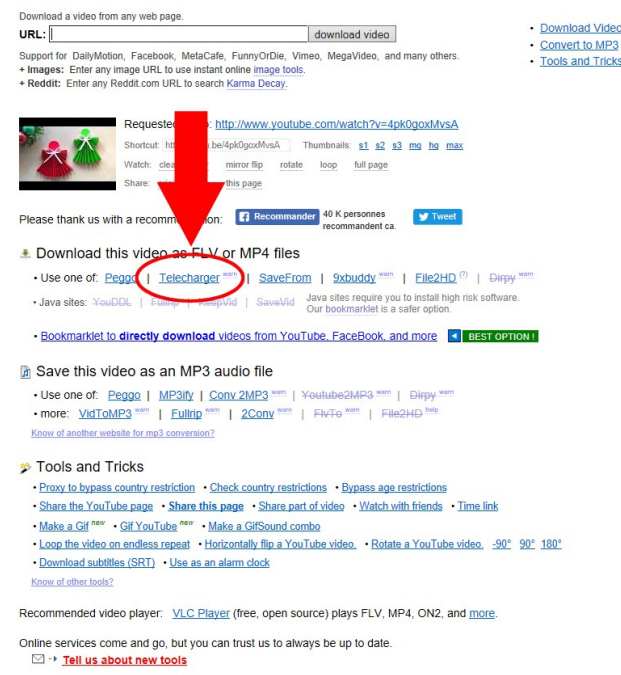 Download a video from any web page.
URL: download video
Support for DailyMotion, Facebook, MetaCafe, FunnyOrDie, Vimeo, MegaVideo, and many others.
+ Images: Enter any image URL to use instant online image tools.
+ Reddit: Enter any Reddit.com URL to search Karma Decay.
• Download Video
• Convert to MP3
• Tools and Tricks
Requested : http://www.youtube.com/watch?v=4pk0goxMvsA
Shortcut: .be/4pk0goxMvsA Thumbnails: s1 s2 s3 mq hq max
Watch: mirror flip rotate loop full page
Share: this page
Please thank us with a : Recommander 40 K personnes recommandent ca. Tweet
Download this video as FLV or MP4 files
• Use one of: Peggo | Telecharger warn | SaveFrom | 9xbuddy warn | File2HD (?) | Dirpy warn
• Java sites: YouDDL | Fullrip | KeepVid | SaveVid Java sites require you to install high risk software.
Our bookmarklet is a safer option.
• Bookmarklet to directly download videos from YouTube, FaceBook, and more BEST OPTION !
Save this video as an MP3 audio file
• Use one of: Peggo | MP3ify | Conv 2MP3 warn | Youtube2MP3 warn | Dirpy warn
• more: VidToMP3 warn | Fullrip warn | 2Conv warn | FlvTo warn | File2HD help
Know of another website for mp3 conversion?
Tools and Tricks
• Proxy to bypass country restriction • Check country restrictions • Bypass age restrictions
• Share the YouTube page • Share this page • Share part of video • Watch with friends • Time link
• Make a Gif new • Gif YouTube new • Make a GifSound combo
• Loop the video on endless repeat • Horizontally flip a YouTube video. • Rotate a YouTube video. -90° 90° 180°
• Download subtitles (SRT) • Use as an alarm clock
Know of other tools?
Recommended video player: VLC Player (free, open source) plays FLV, MP4, ON2, and more.
Online services come and go, but you can trust us to always be up to date.
Tell us about new tools